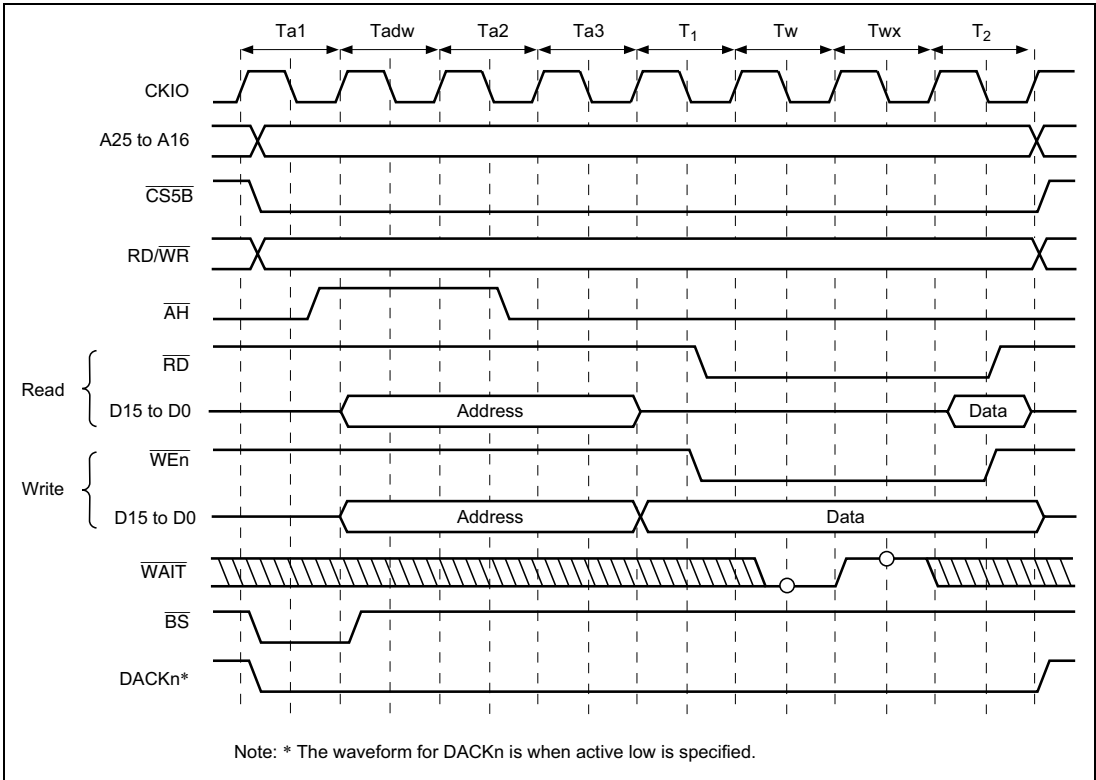 Ta1 Tadw Ta2 Ta3 T1 Tw Twx T2
CKIO
A25 to A16
CS5B
RD/WR
AH
RD
Read
D15 to D0 Address Data
WEn
Write
D15 to D0 Address Data
WAIT
BS
DACKn*
Note: * The waveform for DACKn is when active low is specified.